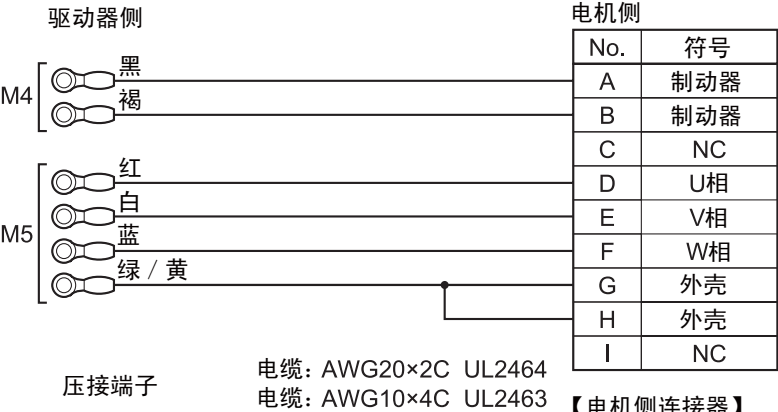 驱动器侧
电机侧
No. 符号
M4
黑
A 制动器
褐
B 制动器
C NC
M5
红
D U相
白
E V相
蓝
F W相
绿/黄
G 外壳
H 外壳
I NC
压接端子
电缆: AWG20×2C UL2464
电缆: AWG10×4C UL2463
【电机侧连接器】